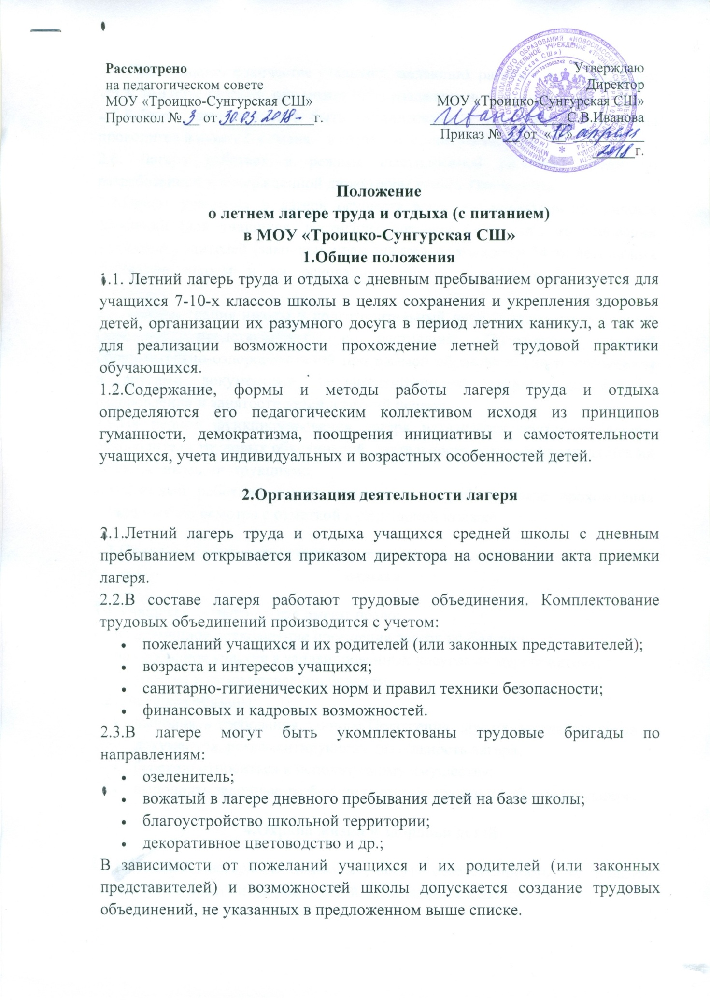 Рассмотрено
на педагогическом совете
МОУ «Троицко-Сунгурская СШ»
Протокол № 3 от 30.03.2018 г.
Утверждаю
Директор
МОУ «Троицко-Сунгурская СШ»
Иванова С.В.Иванова
Приказ № 39 от «10» апреля
2018 г.
Положение
о летнем лагере труда и отдыха (с питанием)
в МОУ «Троицко-Сунгурская СШ»
1.Общие положения
1.1. Летний лагерь труда и отдыха с дневным пребыванием организуется для
учащихся 7-10-х классов школы в целях сохранения и укрепления здоровья
детей, организации их разумного досуга в период летних каникул, а так же
для реализации возможности прохождение летней трудовой практики
обучающихся.
1.2.Содержание, формы и методы работы лагеря труда и отдыха
определяются его педагогическим коллективом исходя из принципов
гуманности, демократизма, поощрения инициативы и самостоятельности
учащихся, учета индивидуальных и возрастных особенностей детей.
2.Организация деятельности лагеря
2.1.Летний лагерь труда и отдыха учащихся средней школы с дневным
пребыванием открывается приказом директора на основании акта приемки
лагеря.
2.2.В составе лагеря работают трудовые объединения. Комплектование
трудовых объединений производится с учетом:
• пожеланий учащихся и их родителей (или законных представителей);
• возраста и интересов учащихся;
• санитарно-гигиенических норм и правил техники безопасности;
• финансовых и кадровых возможностей.
2.3.В лагере могут быть укомплектованы трудовые бригады по
направлениям:
• озеленитель;
• вожатый в лагере дневного пребывания детей на базе школы;
• благоустройство школьной территории;
• декоративное цветоводство и др.;
В зависимости от пожеланий учащихся и их родителей (или законных
представителей) и возможностей школы допускается создание трудовых
объединений, не указанных в предложенном выше списке.